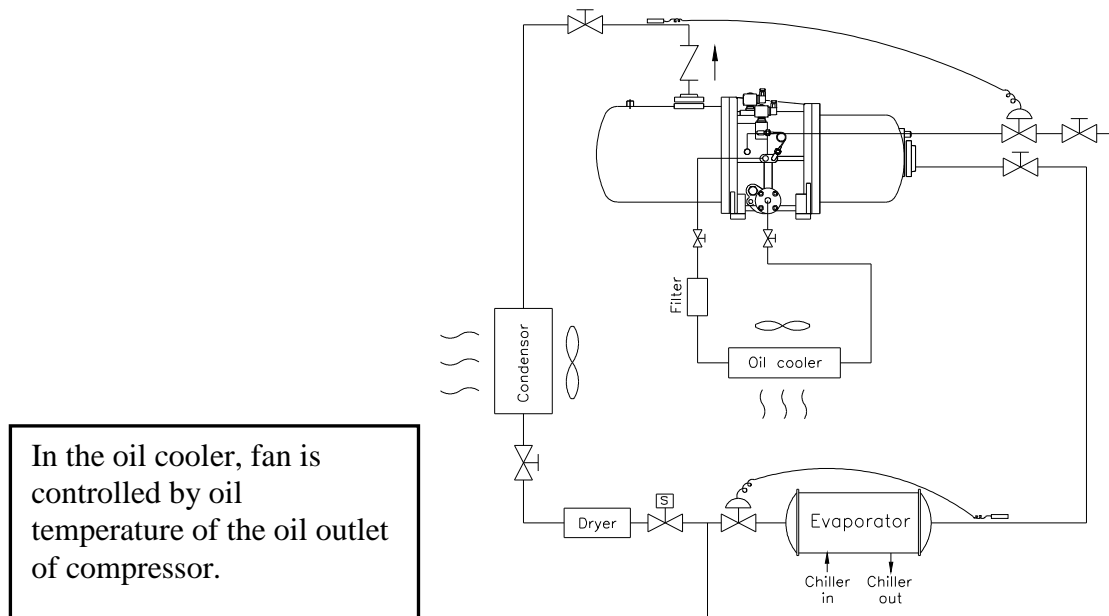 Filter
Oil cooler
Condensor
In the oil cooler, fan is
controlled by oil
temperature of the oil outlet
of compressor.
S
Dryer
Evaporator
Chiller
in
Chiller
out